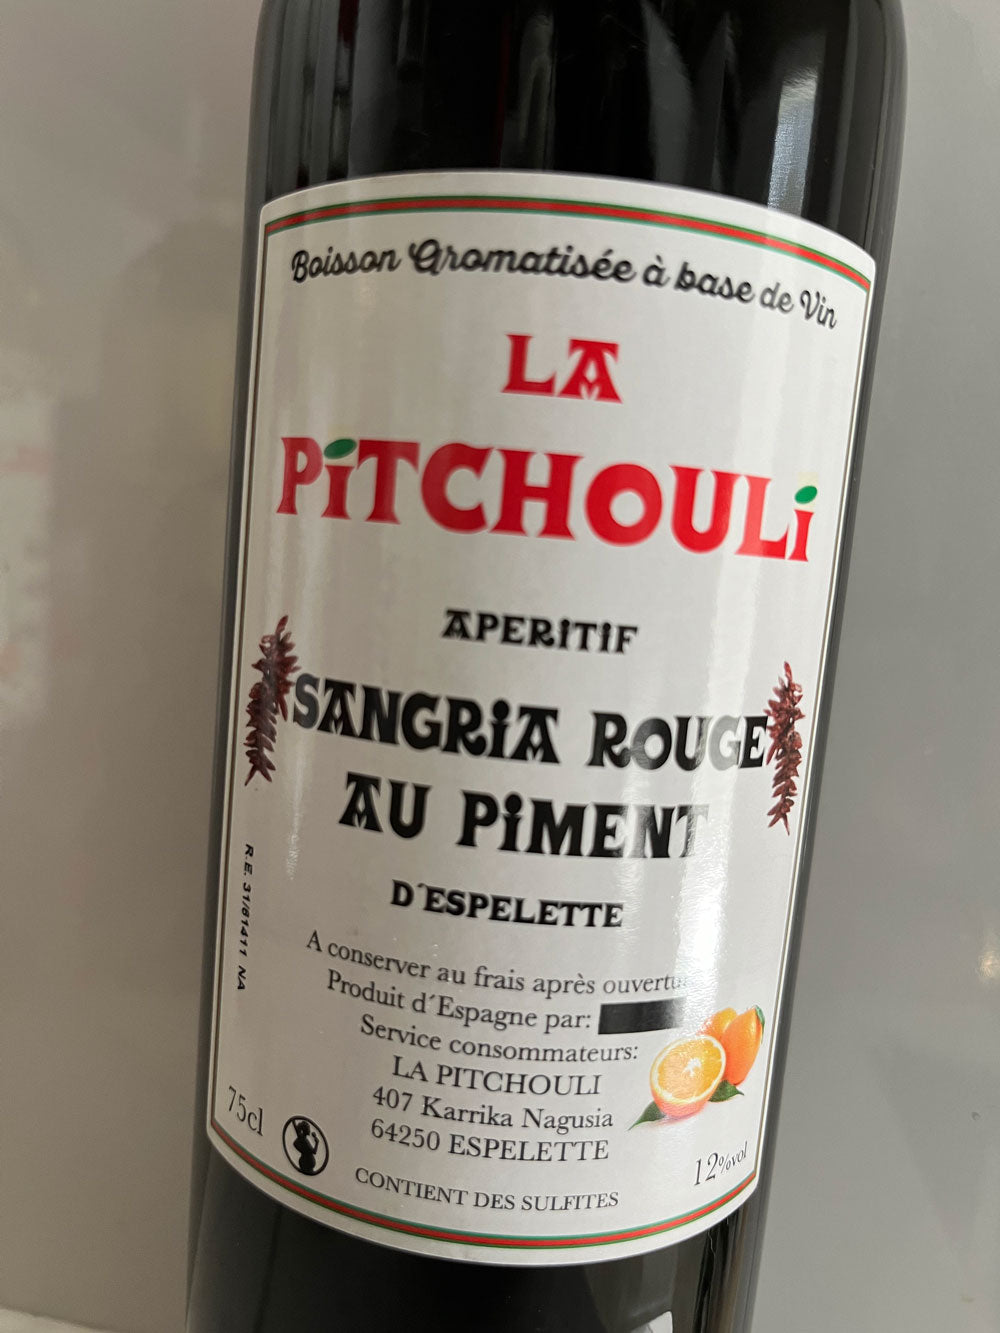 Boisson Aromatisée à base de Vin
LA
PiTCHOULi
APERiTiF
SANGRiA ROUGE
AU PiMENT
D´ESPELETTE
R.E. 31/61411 NA
A conserver au frais après
Produit d´Espagne par:
Service consommateurs:
LA PITCHOULI
407 Karrika Nagusia
64250 ESPELETTE
75cl
12%vol
CONTIENT DES SULFITES